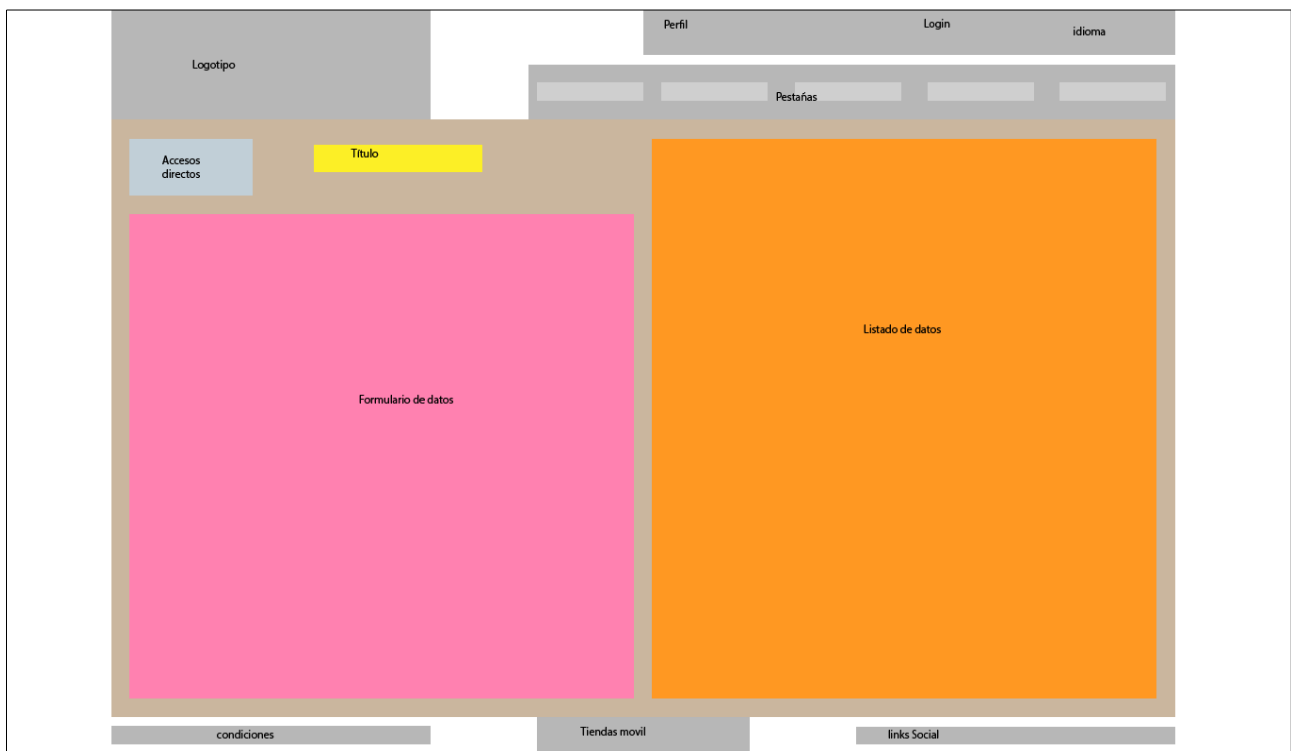 Perfil
Login
idioma
Logotipo
Pestañas
Accesos
directos
Título
Listado de datos
Formulario de datos
condiciones
Tiendas movil
links Social